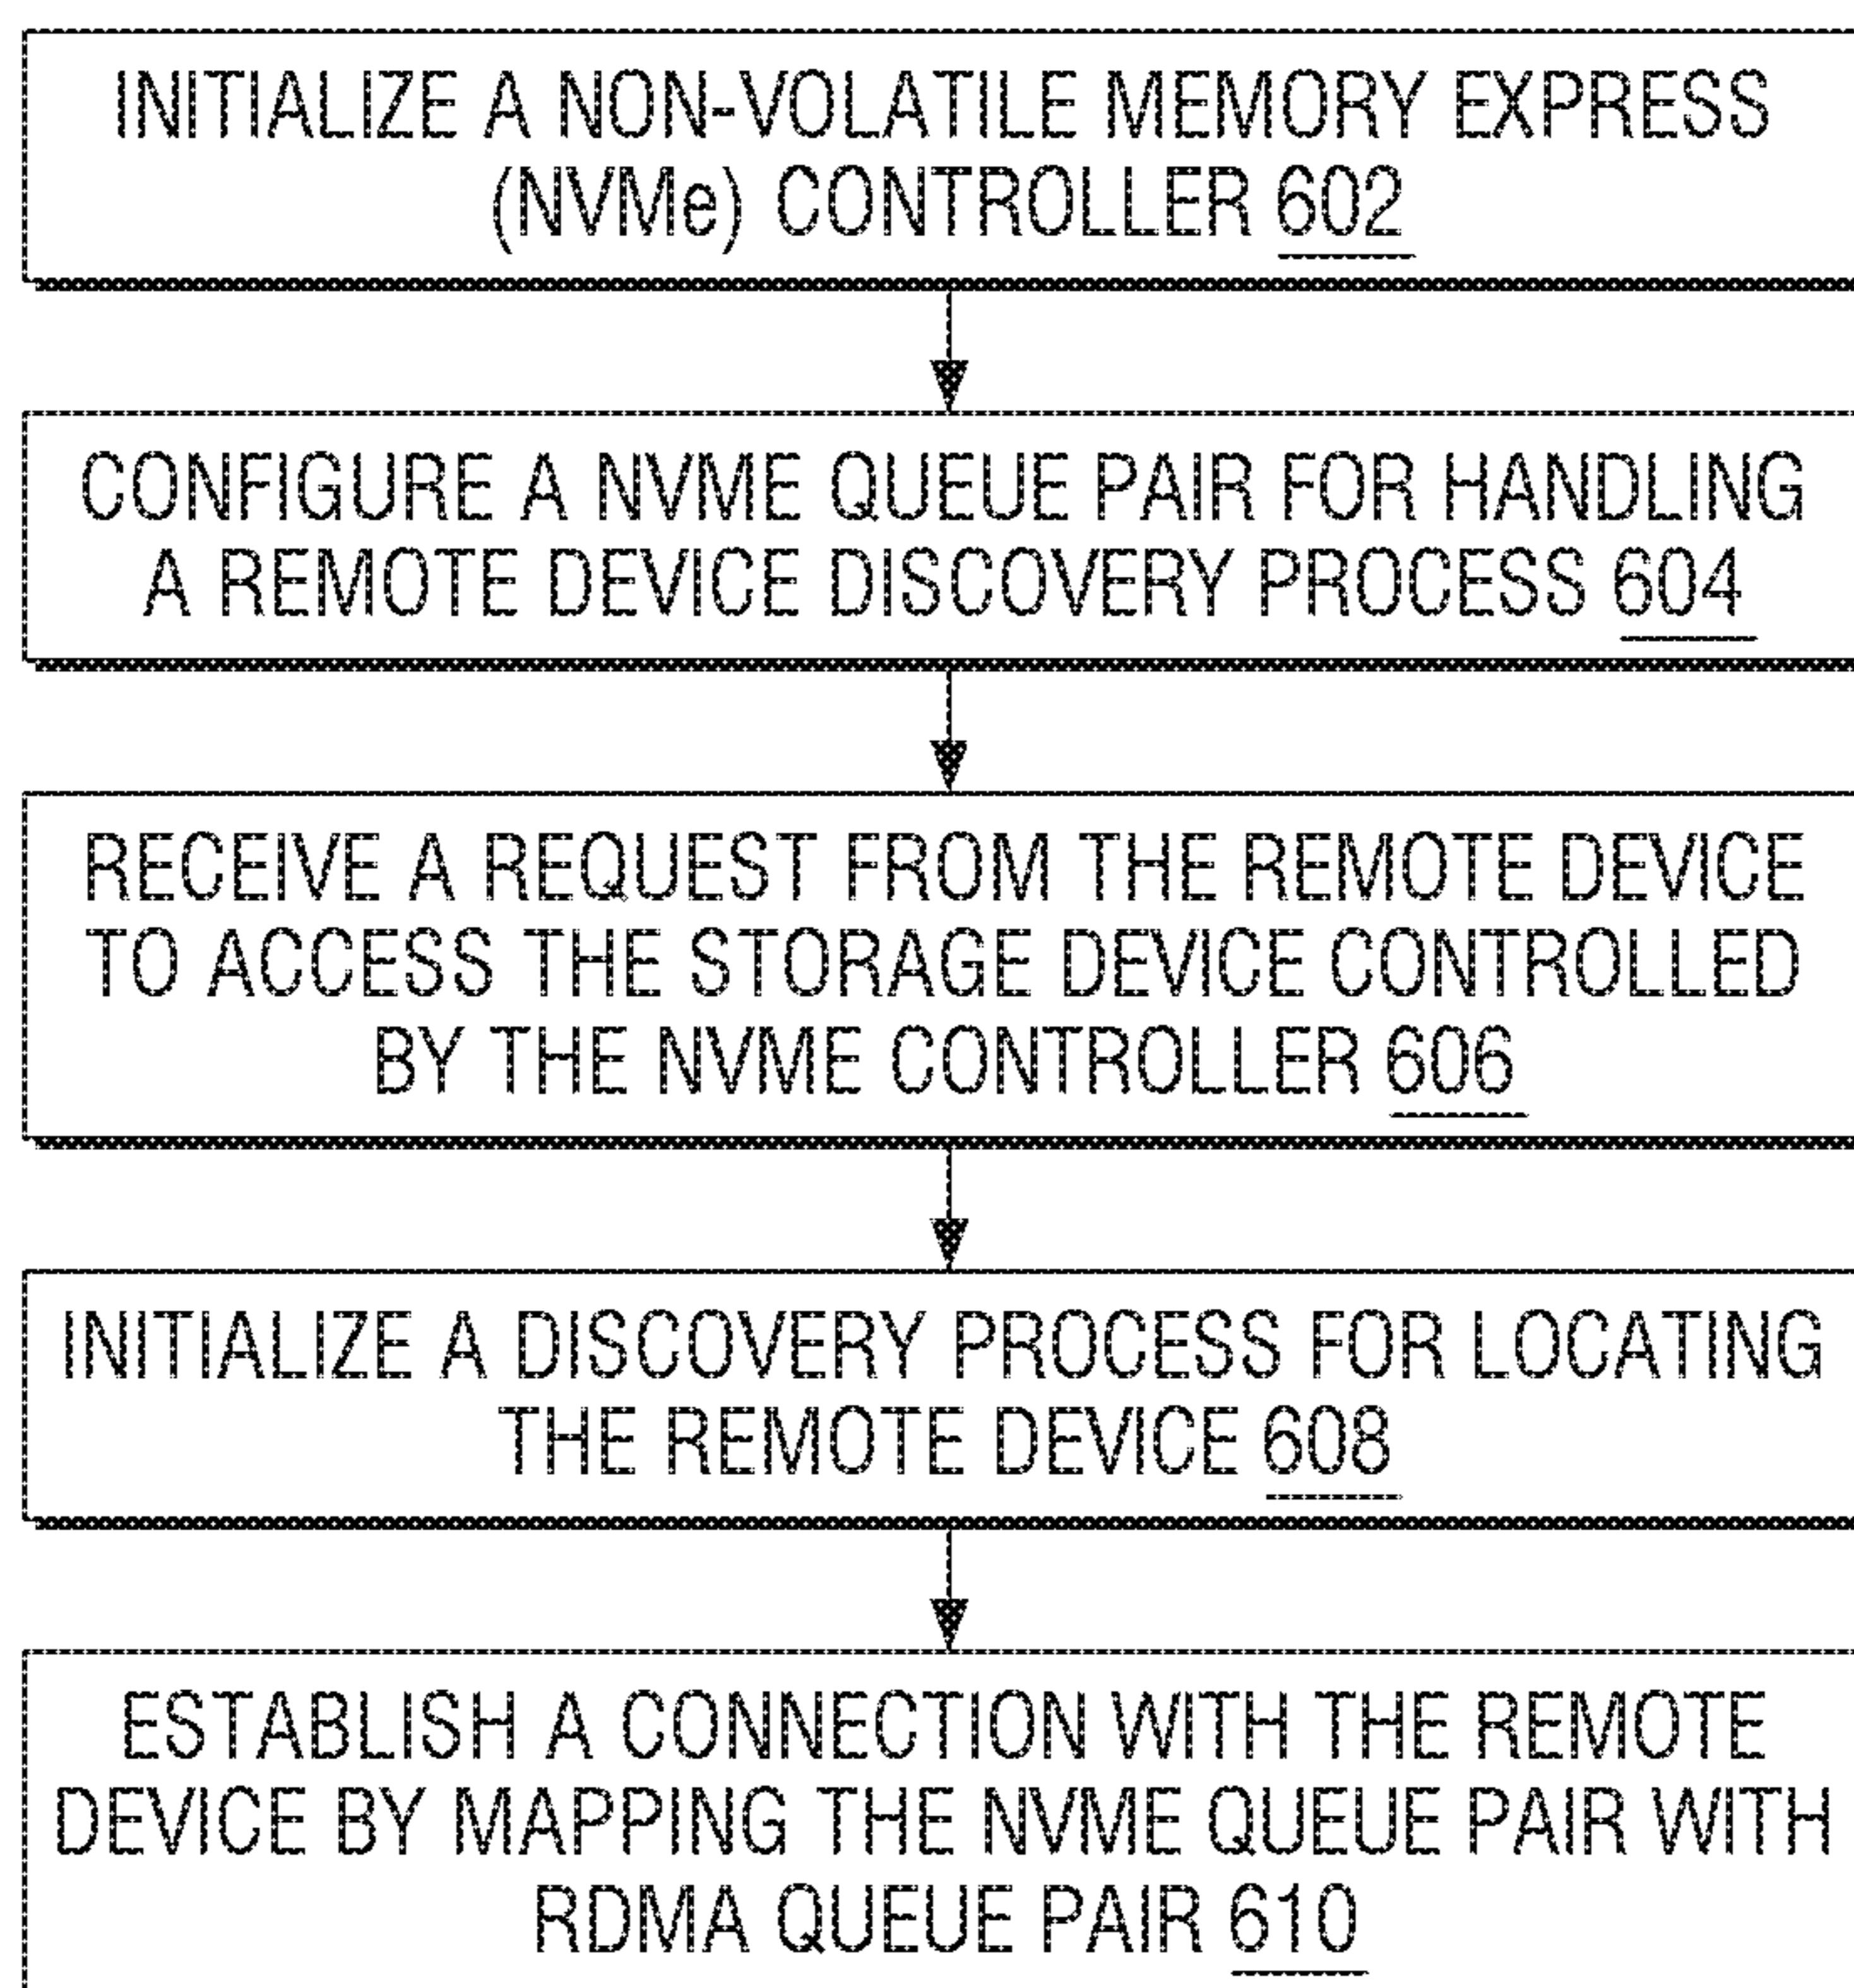 INITIALIZE A NON-VOLATILE MEMORY EXPRESS
(NVMe) CONTROLLER 602
CONFIGURE A NVME QUEUE PAIR FOR HANDLING
A REMOTE DEVICE DISCOVERY PROCESS 604
RECEIVE A REQUEST FROM THE REMOTE DEVICE
TO ACCESS THE STORAGE DEVICE CONTROLLED
BY THE NVME CONTROLLER 606
INITIALIZE A DISCOVERY PROCESS FOR LOCATING
THE REMOTE DEVICE 608
ESTABLISH A CONNECTION WITH THE REMOTE
DEVICE BY MAPPING THE NVME QUEUE PAIR WITH
RDMA QUEUE PAIR 610